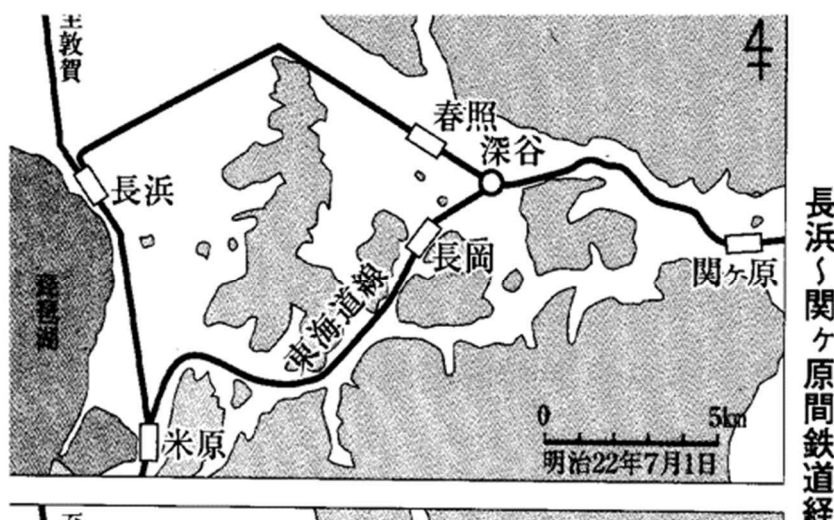 長浜〜関ヶ原間鉄道経
敦賀
春照
深谷
長浜
長岡
関ヶ原
琵琶湖
東海道線
米原
0 5km
明治22年7月1日